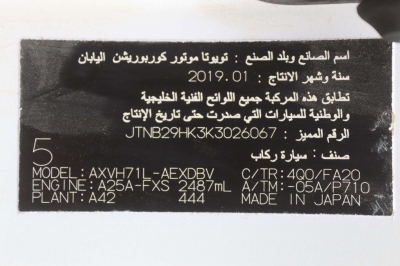 اسم الصانع وبلد الصنع : تويوتا موتور كوربوريشن اليابان
سنة وشهر الانتاج : 2019.01
تطابق هذه المركبة جميع اللوائح الفنية الخليجية
والوطنية للسيارات التي صدرت حتى تاريخ الإنتاج
الرقم المميز : JTNB29HK3K3026067
صنف : سيارة ركاب
5
MODEL: AXVH71L-AEXDBV C/TR: 4Q0/FA20
ENGINE: A25A-FXS 2487mL A/TM: -05A/P710
PLANT: A42 444 MADE IN JAPAN